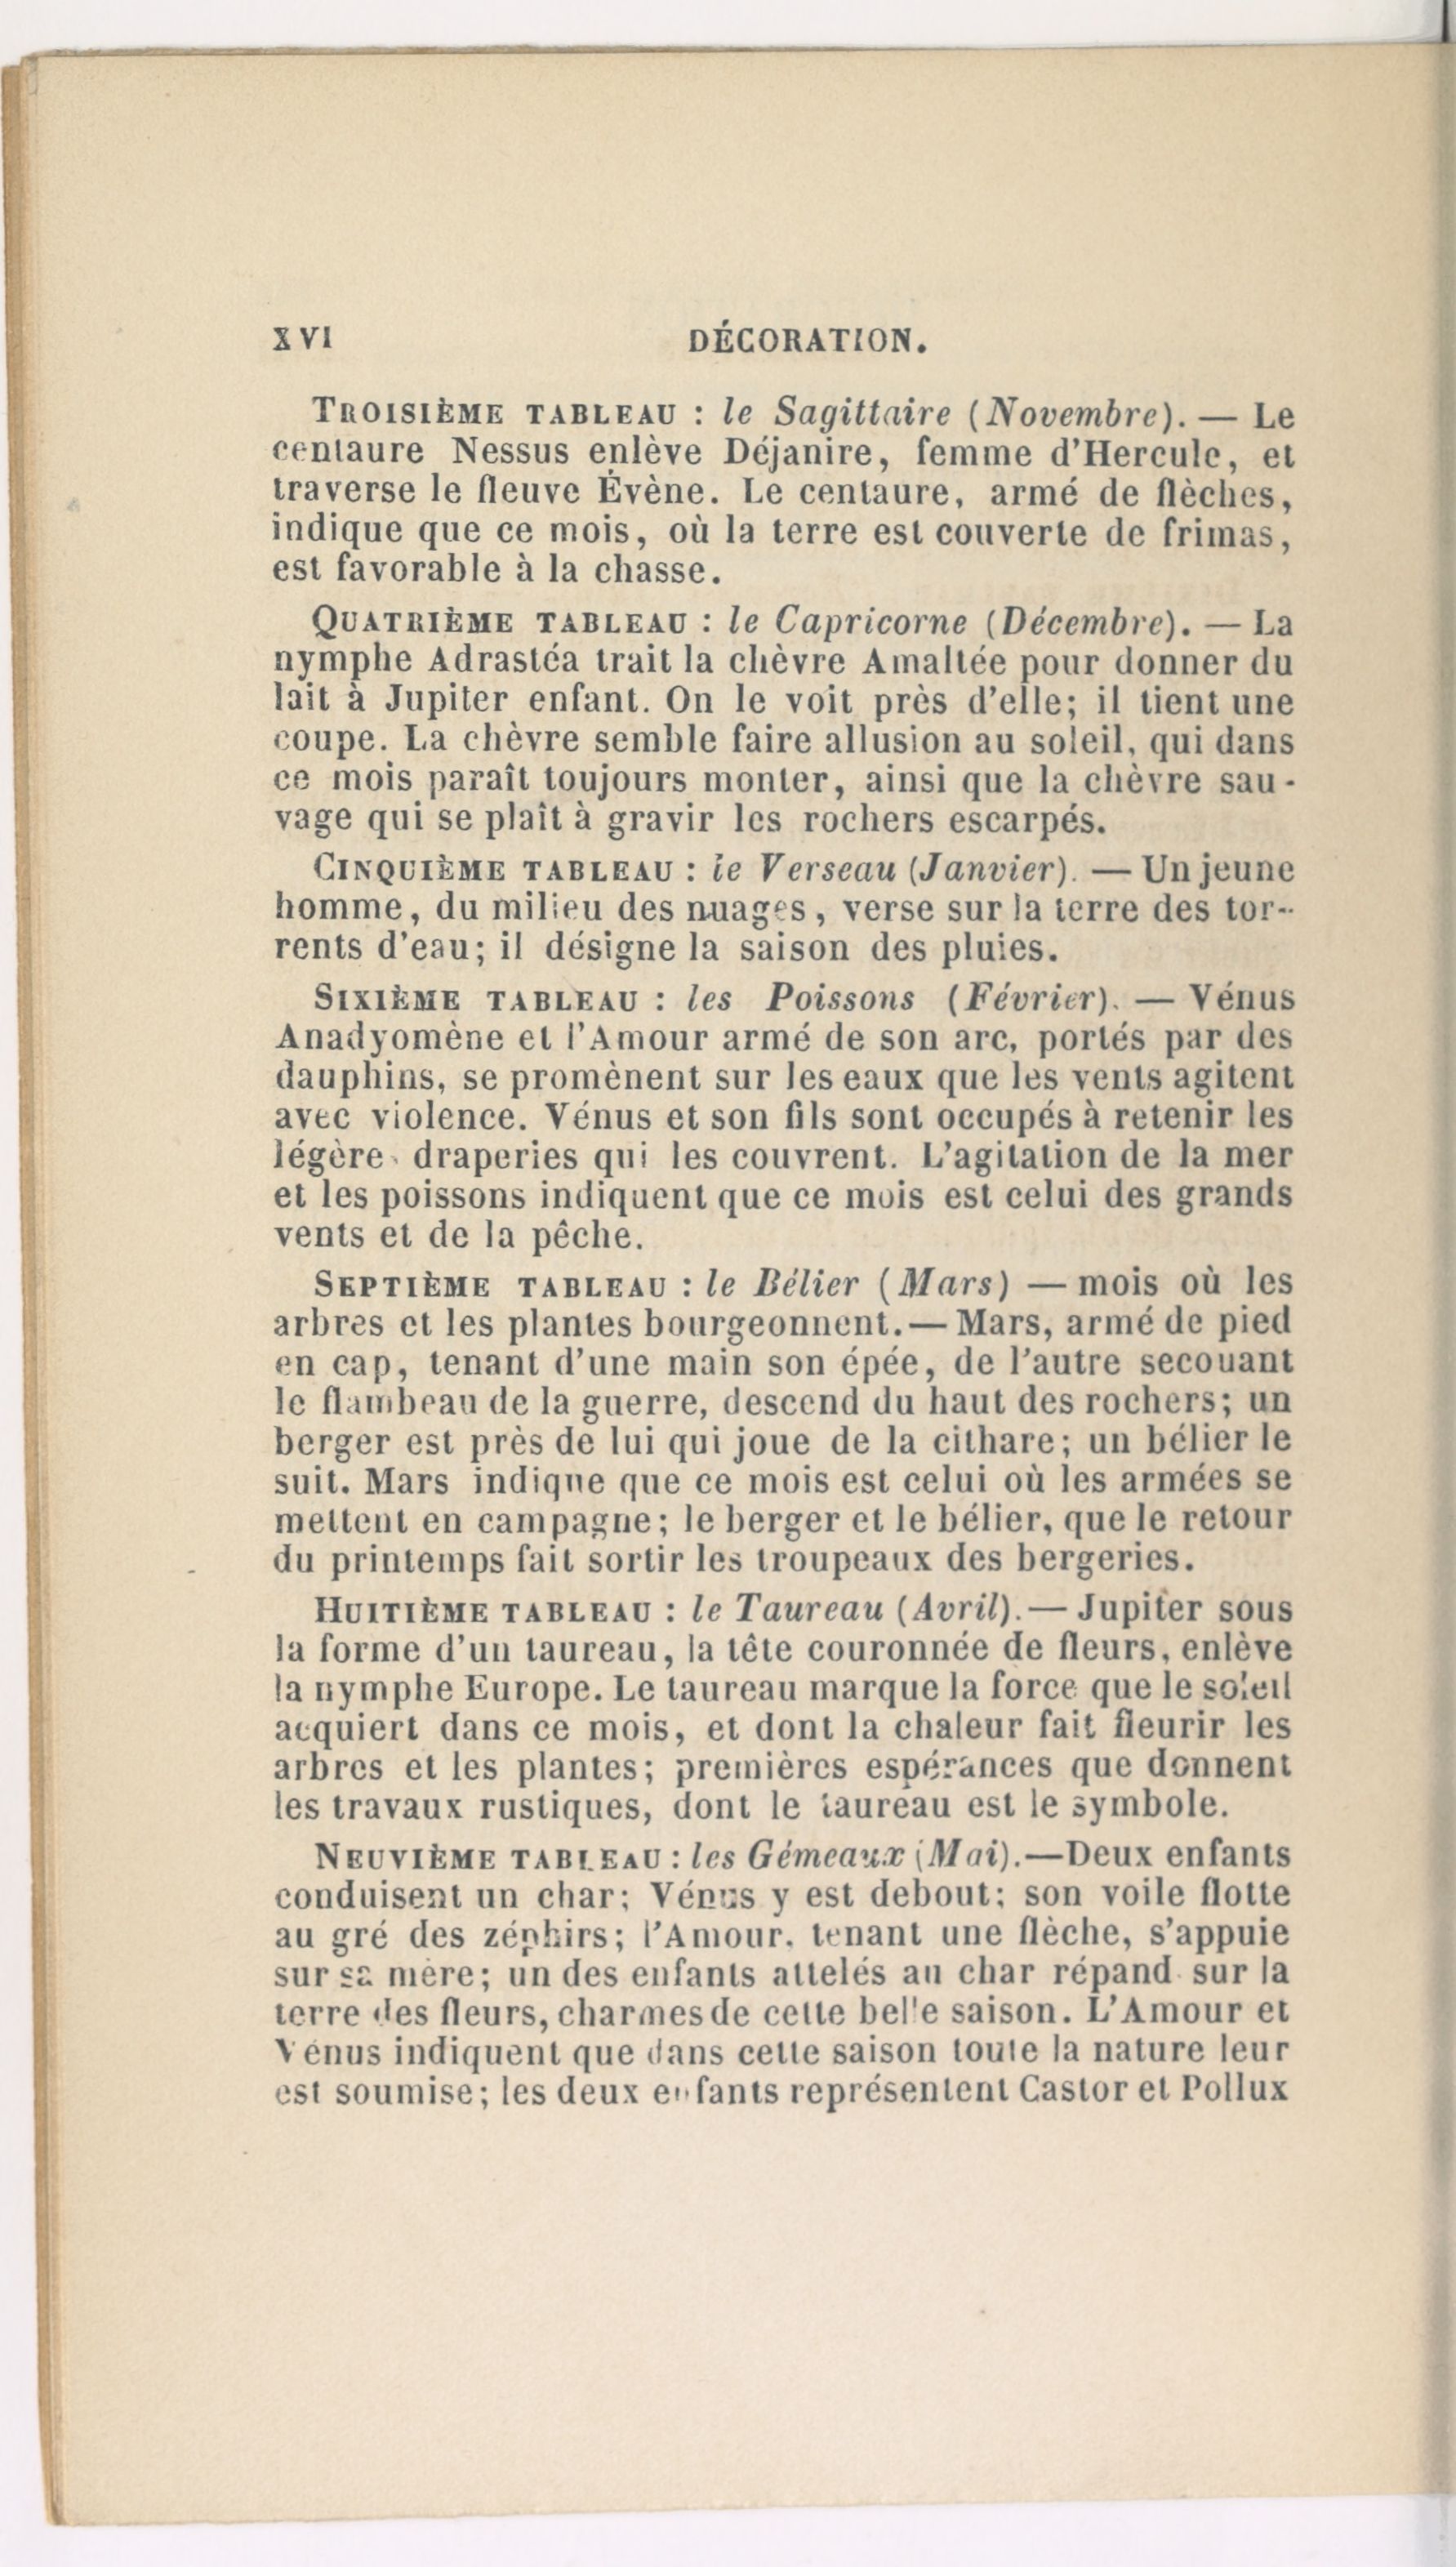 XVI DÉCORATION.
TROISIÈME TABLEAU : le Sagittaire (Novembre). — Le
centaure Nessus enlève Déjanire, femme d'Hercule, et
traverse le fleuve Évène. Le centaure, armé de flèches,
indique que ce mois, où la terre est couverte de frimas,
est favorable à la chasse.
QUATRIÈME TABLEAU : le Capricorne (Décembre). — La
nymphe Adrastéa trait la chèvre Amaltée pour donner du
lait à Jupiter enfant. On le voit près d'elle; il tient une
coupe. La chèvre semble faire allusion au soleil, qui dans
ce mois paraît toujours monter, ainsi que la chèvre sau-
vage qui se plaît à gravir les rochers escarpés.
CINQUIÈME TABLEAU : le Verseau (Janvier). — Un jeune
homme, du milieu des nuages, verse sur la terre des tor-
rents d'eau; il désigne la saison des pluies.
SIXIÈME TABLEAU : les Poissons (Février). — Vénus
Anadyomène et l'Amour armé de son arc, portés par des
dauphins, se promènent sur les eaux que les vents agitent
avec violence. Vénus et son fils sont occupés à retenir les
légères draperies qui les couvrent. L'agitation de la mer
et les poissons indiquent que ce mois est celui des grands
vents et de la pêche.
SEPTIÈME TABLEAU : le Bélier (Mars) — mois où les
arbres et les plantes bourgeonnent. — Mars, armé de pied
en cap, tenant d'une main son épée, de l'autre secouant
le flambeau de la guerre, descend du haut des rochers; un
berger est près de lui qui joue de la cithare; un bélier le
suit. Mars indique que ce mois est celui où les armées se
mettent en campagne; le berger et le bélier, que le retour
du printemps fait sortir les troupeaux des bergeries.
HUITIÈME TABLEAU : le Taureau (Avril). — Jupiter sous
la forme d'un taureau, la tête couronnée de fleurs, enlève
la nymphe Europe. Le taureau marque la force que le soleil
acquiert dans ce mois, et dont la chaleur fait fleurir les
arbres et les plantes; premières espérances que donnent
les travaux rustiques, dont le taureau est le symbole.
NEUVIÈME TABLEAU : les Gémeaux (Mai). — Deux enfants
conduisent un char; Vénus y est debout; son voile flotte
au gré des zéphirs; l'Amour, tenant une flèche, s'appuie
sur sa mère; un des enfants attelés au char répand sur la
terre des fleurs, charmes de cette belle saison. L'Amour et
Vénus indiquent que dans cette saison toute la nature leur
est soumise; les deux enfants représentent Castor et Pollux